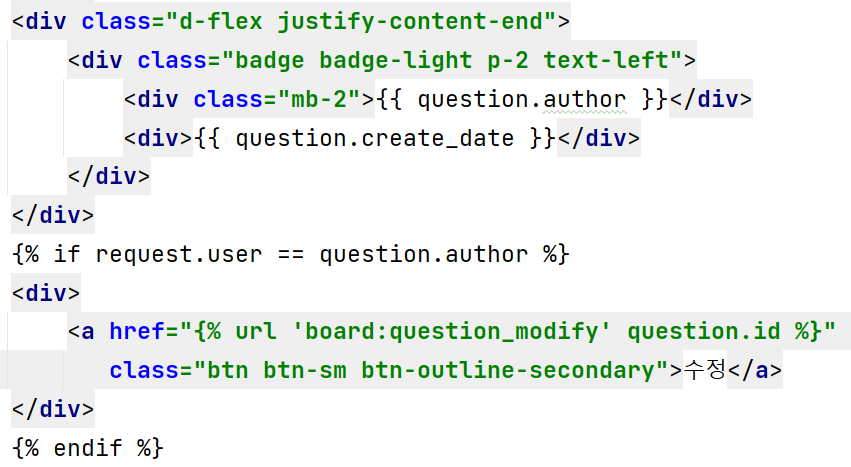 <div class="d-flex justify-content-end">
    <div class="badge badge-light p-2 text-left">
        <div class="mb-2">{{ question.author }}</div>
        <div>{{ question.create_date }}</div>
    </div>
</div>
{% if request.user == question.author %}
<div>
    <a href="{% url 'board:question_modify' question.id %}"
       class="btn btn-sm btn-outline-secondary">수정</a>
</div>
{% endif %}